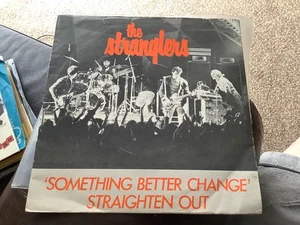 the
stranglers
'SOMETHING BETTER CHANGE'
STRAIGHTEN OUT